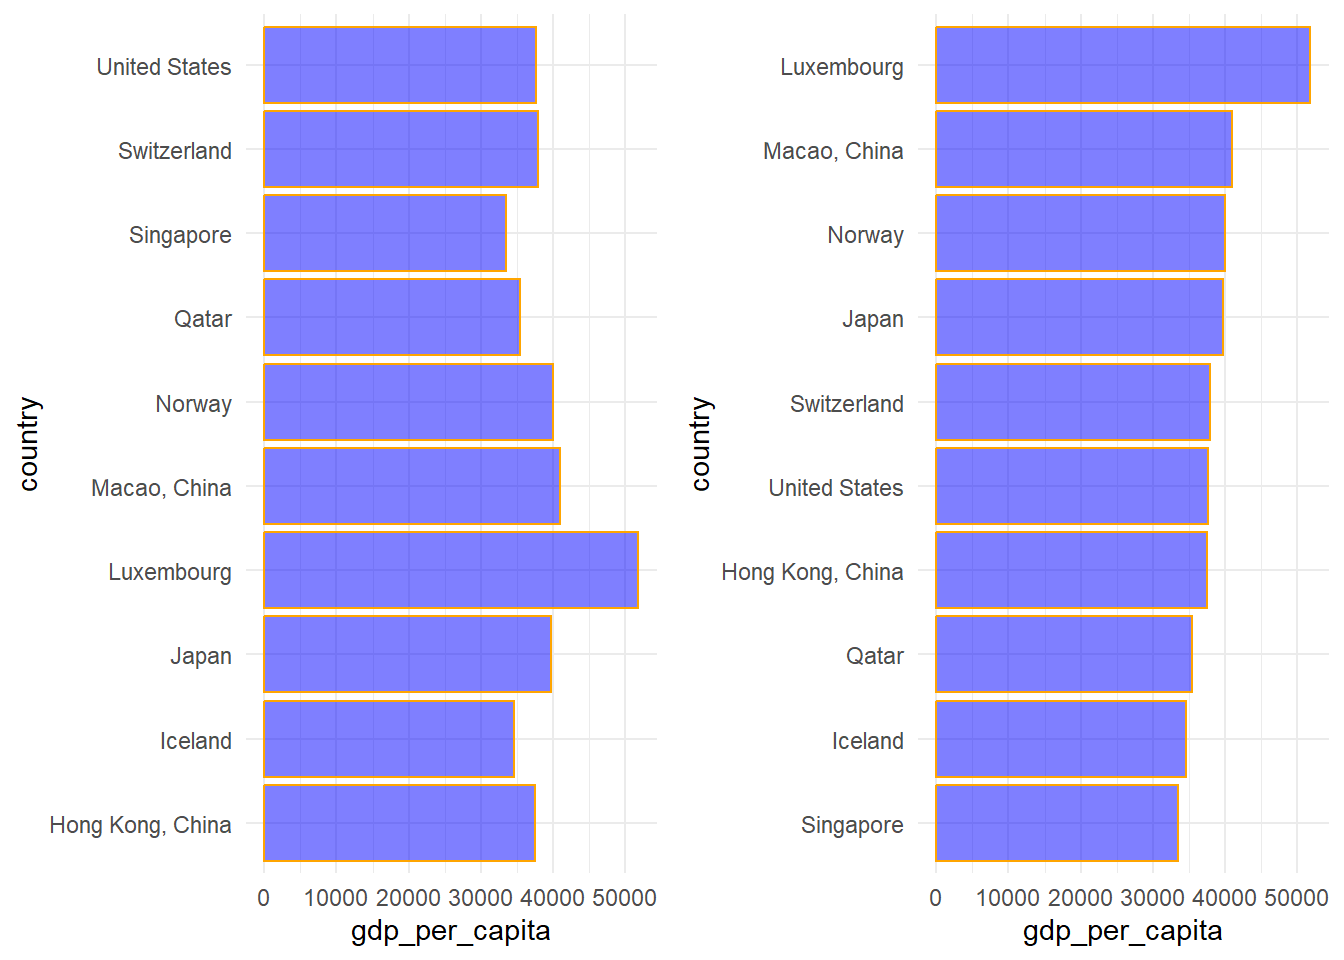 United States
Switzerland
Singapore
Qatar
Norway
Macao, China
Luxembourg
Japan
Iceland
Hong Kong, China
country
0 10000 20000 30000 40000 50000
gdp_per_capita
Luxembourg
Macao, China
Norway
Japan
Switzerland
United States
Hong Kong, China
Qatar
Iceland
Singapore
country
0 10000 20000 30000 40000 50000
gdp_per_capita